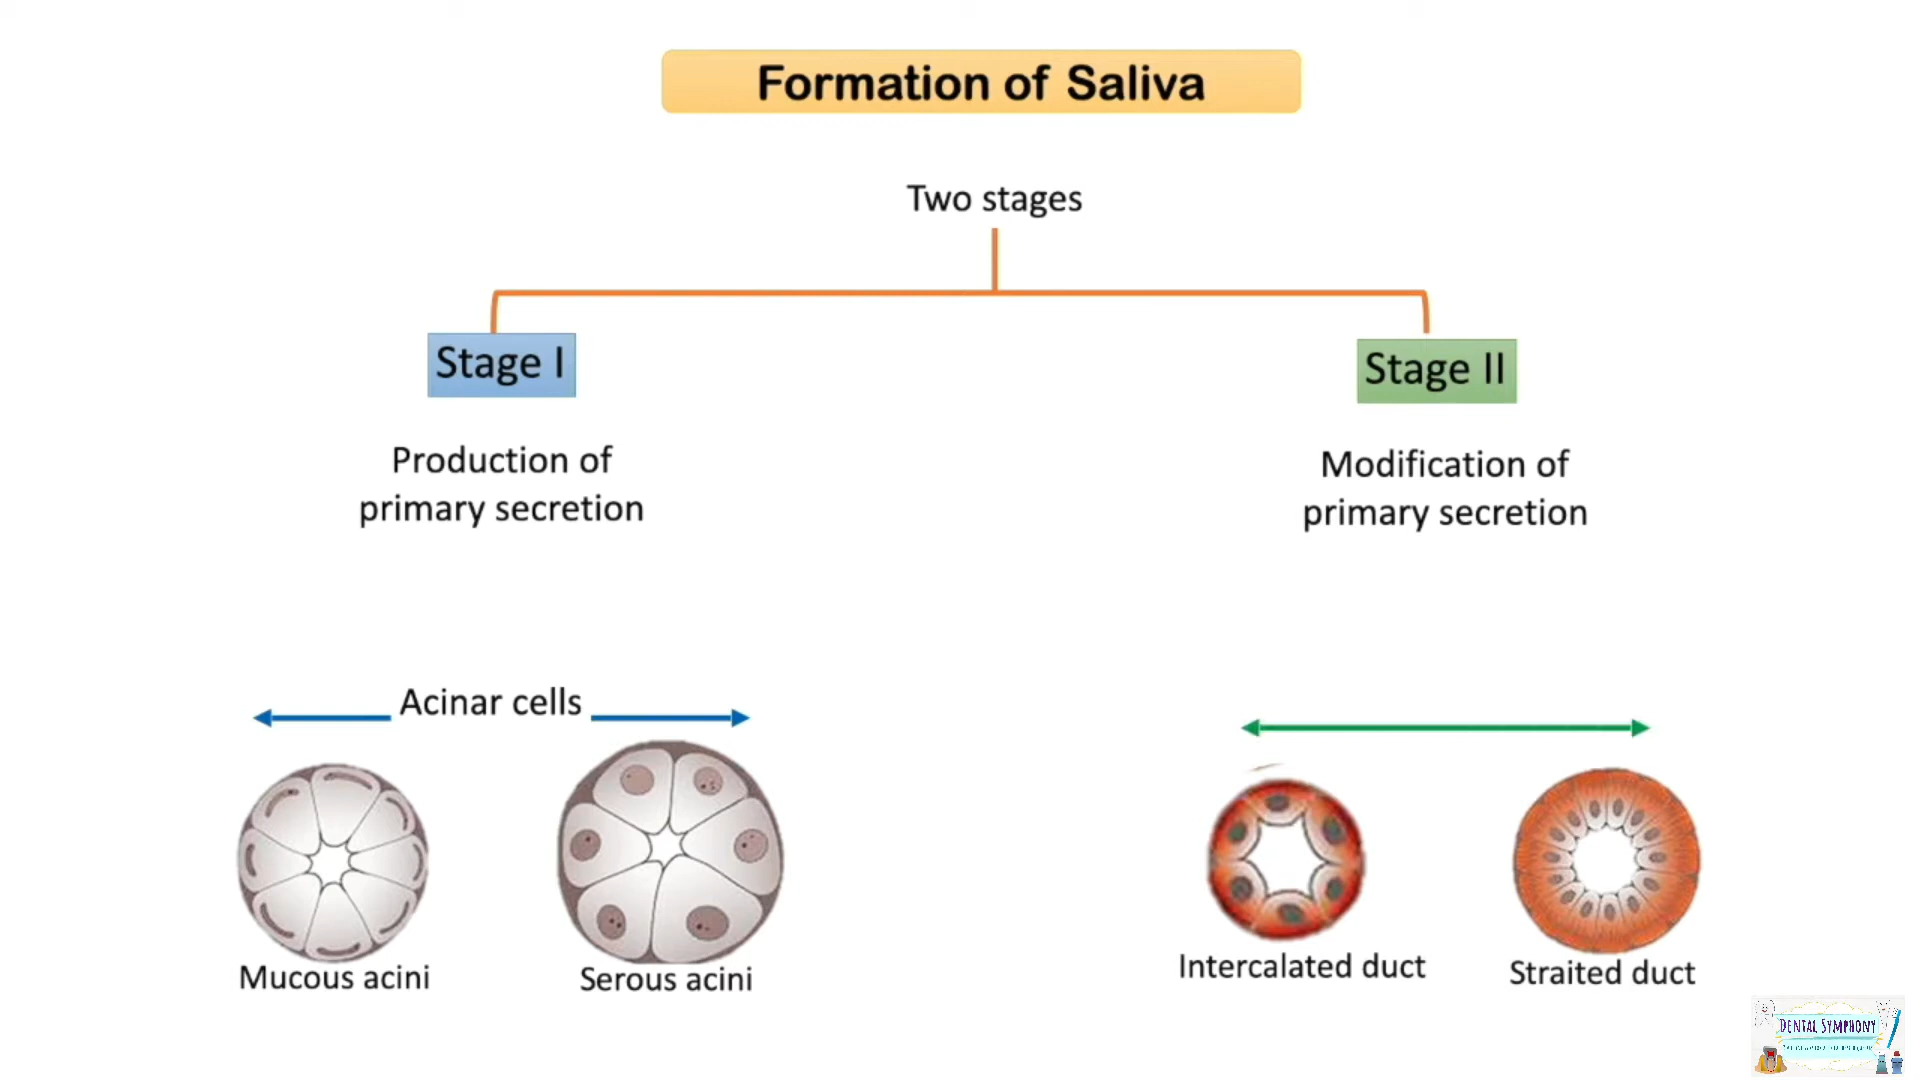 Formation of Saliva
Two stages
Stage I
Stage II
Production of
primary secretion
Modification of
primary secretion
Acinar cells
Mucous acini
Serous acini
Intercalated duct
Straited duct
DENTAL SYMPHONY